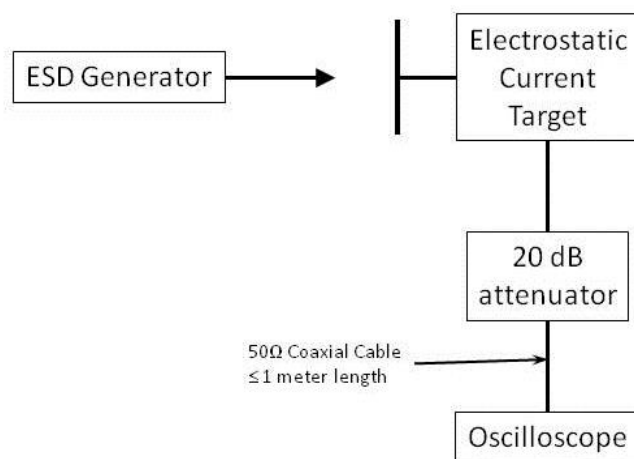 Electrostatic
Current
Target
ESD Generator
20 dB
attenuator
50Ω Coaxial Cable
≤1 meter length
Oscilloscope